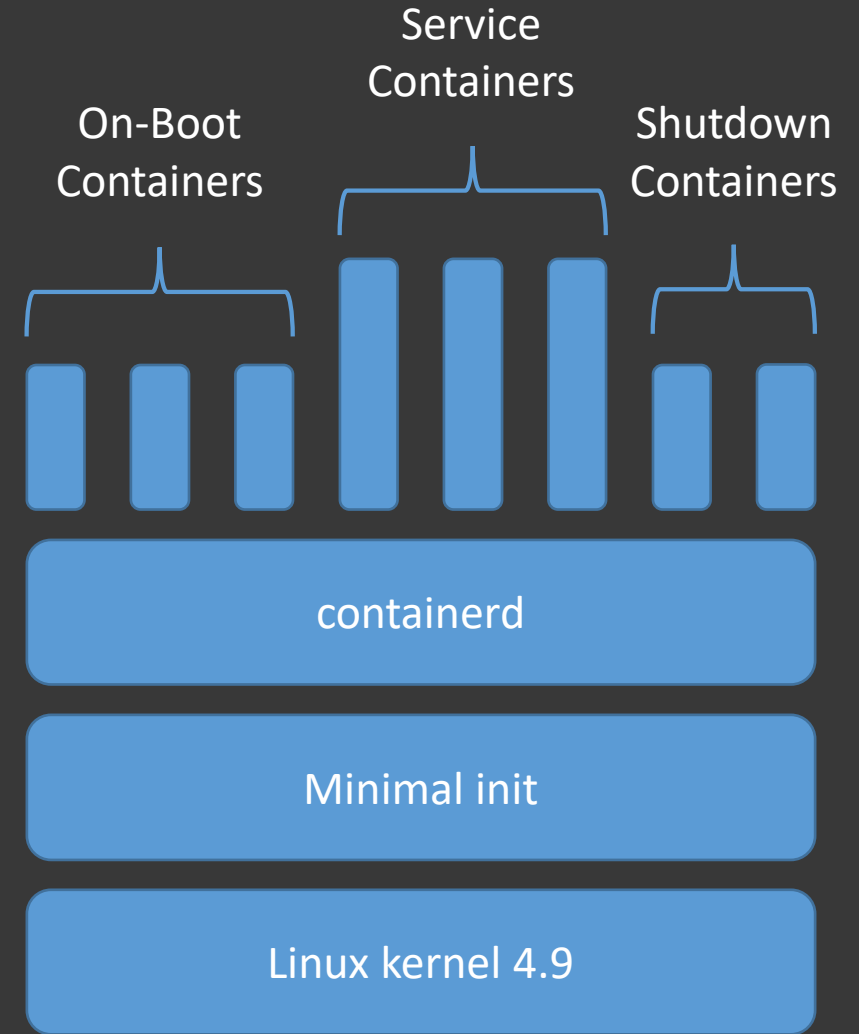 Service
Containers
On-Boot
Containers
Shutdown
Containers
containerd
Minimal init
Linux kernel 4.9